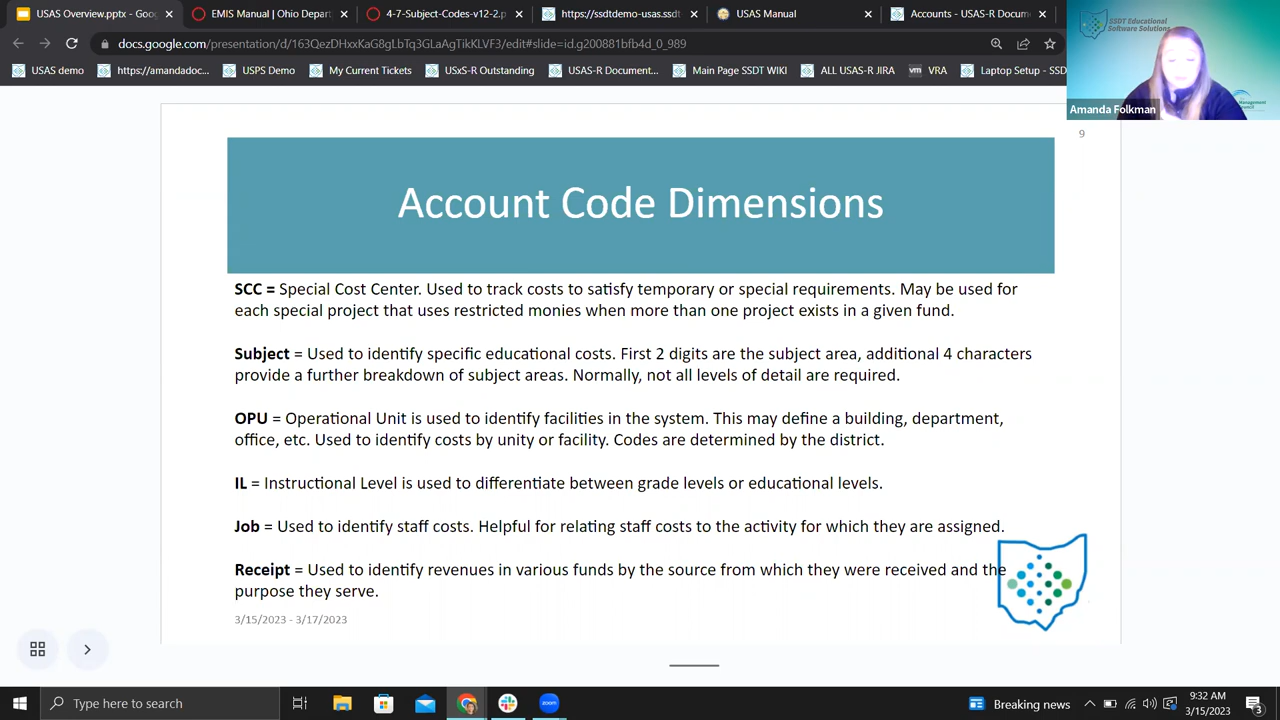 USAS Overview.pptx - Goog
EMIS Manual | Ohio Depar
4-7-Subject-Codes-v12-2.p
https://ssdtdemo-usas.ssdt
USAS Manual
Accounts - USAS-R Docum
docs.google.com/presentation/d/163QezDHxxKaG8gLbTq3GLaAgTikKLVF3/edit#slide=id.g200881bfb4d_0_989
USAS demo
https://amandadoc...
USPS Demo
My Current Tickets
USxS-R Outstanding
USAS-R Document...
Main Page SSDT WIKI
ALL USAS-R JIRA
vm VRA
Laptop Setup - SSD
SSDT Educational
Software Solutions
Management
Council
Amanda Folkman
9
Account Code Dimensions
SCC = Special Cost Center. Used to track costs to satisfy temporary or special requirements. May be used for
each special project that uses restricted monies when more than one project exists in a given fund.
Subject = Used to identify specific educational costs. First 2 digits are the subject area, additional 4 characters
provide a further breakdown of subject areas. Normally, not all levels of detail are required.
OPU = Operational Unit is used to identify facilities in the system. This may define a building, department,
office, etc. Used to identify costs by unity or facility. Codes are determined by the district.
IL = Instructional Level is used to differentiate between grade levels or educational levels.
Job = Used to identify staff costs. Helpful for relating staff costs to the activity for which they are assigned.
Receipt = Used to identify revenues in various funds by the source from which they were received and the
purpose they serve.
3/15/2023 - 3/17/2023
Type here to search
zoom
Breaking news
9:32 AM
3/15/2023
3